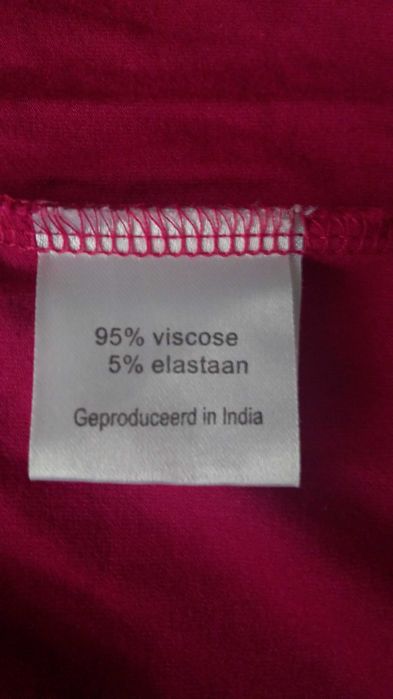 95% viscose
5% elastaan
Geproduceerd in India